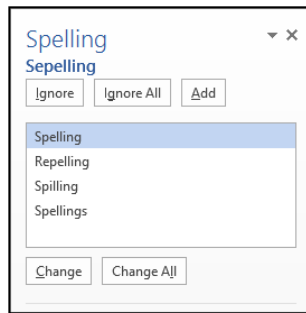 Spelling
Sepelling
Ignore Ignore All Add
Spelling
Repelling
Spilling
Spellings
Change Change All